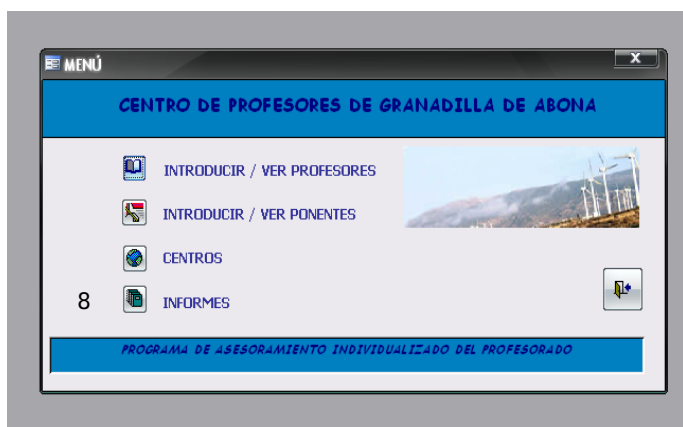 MENÚ
X
CENTRO DE PROFESORES DE GRANADILLA DE ABONA
INTRODUCIR / VER PROFESORES
INTRODUCIR / VER PONENTES
CENTROS
8 INFORMES
PROGRAMA DE ASESORAMIENTO INDIVIDUALIZADO DEL PROFESORADO